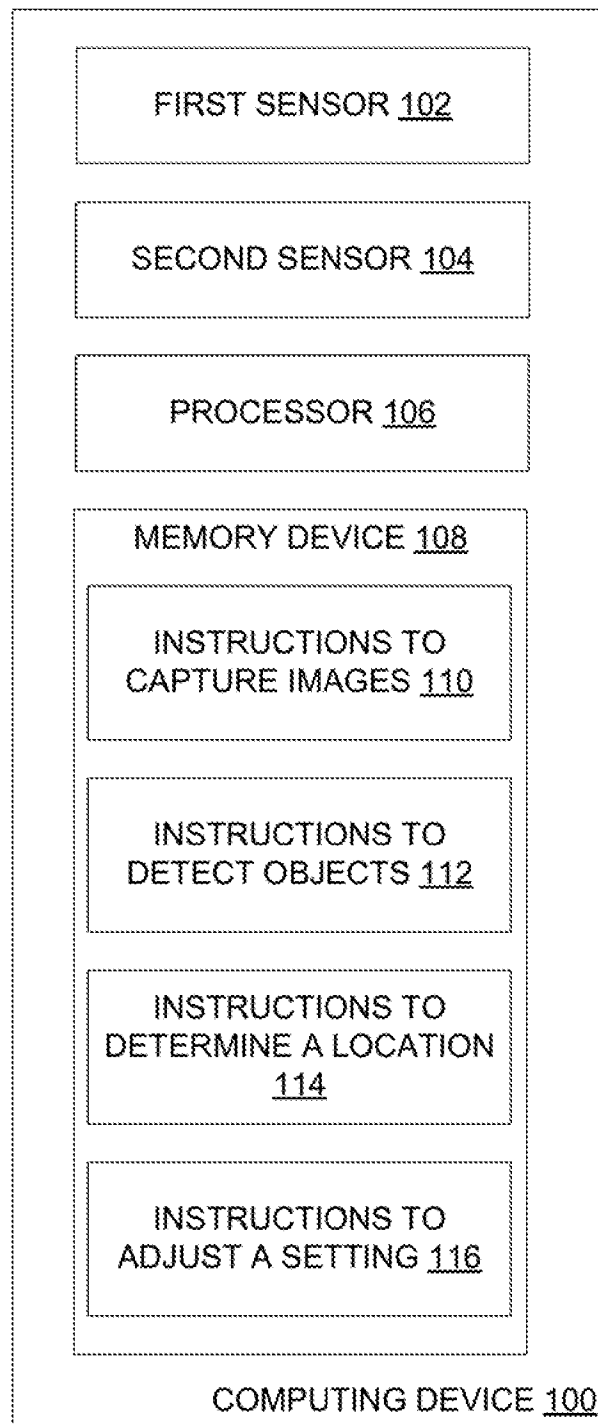 FIRST SENSOR 102
SECOND SENSOR 104
PROCESSOR 106
MEMORY DEVICE 108
INSTRUCTIONS TO
CAPTURE IMAGES 110
INSTRUCTIONS TO
DETECT OBJECTS 112
INSTRUCTIONS TO
DETERMINE A LOCATION
114
INSTRUCTIONS TO
ADJUST A SETTING 116
COMPUTING DEVICE 100